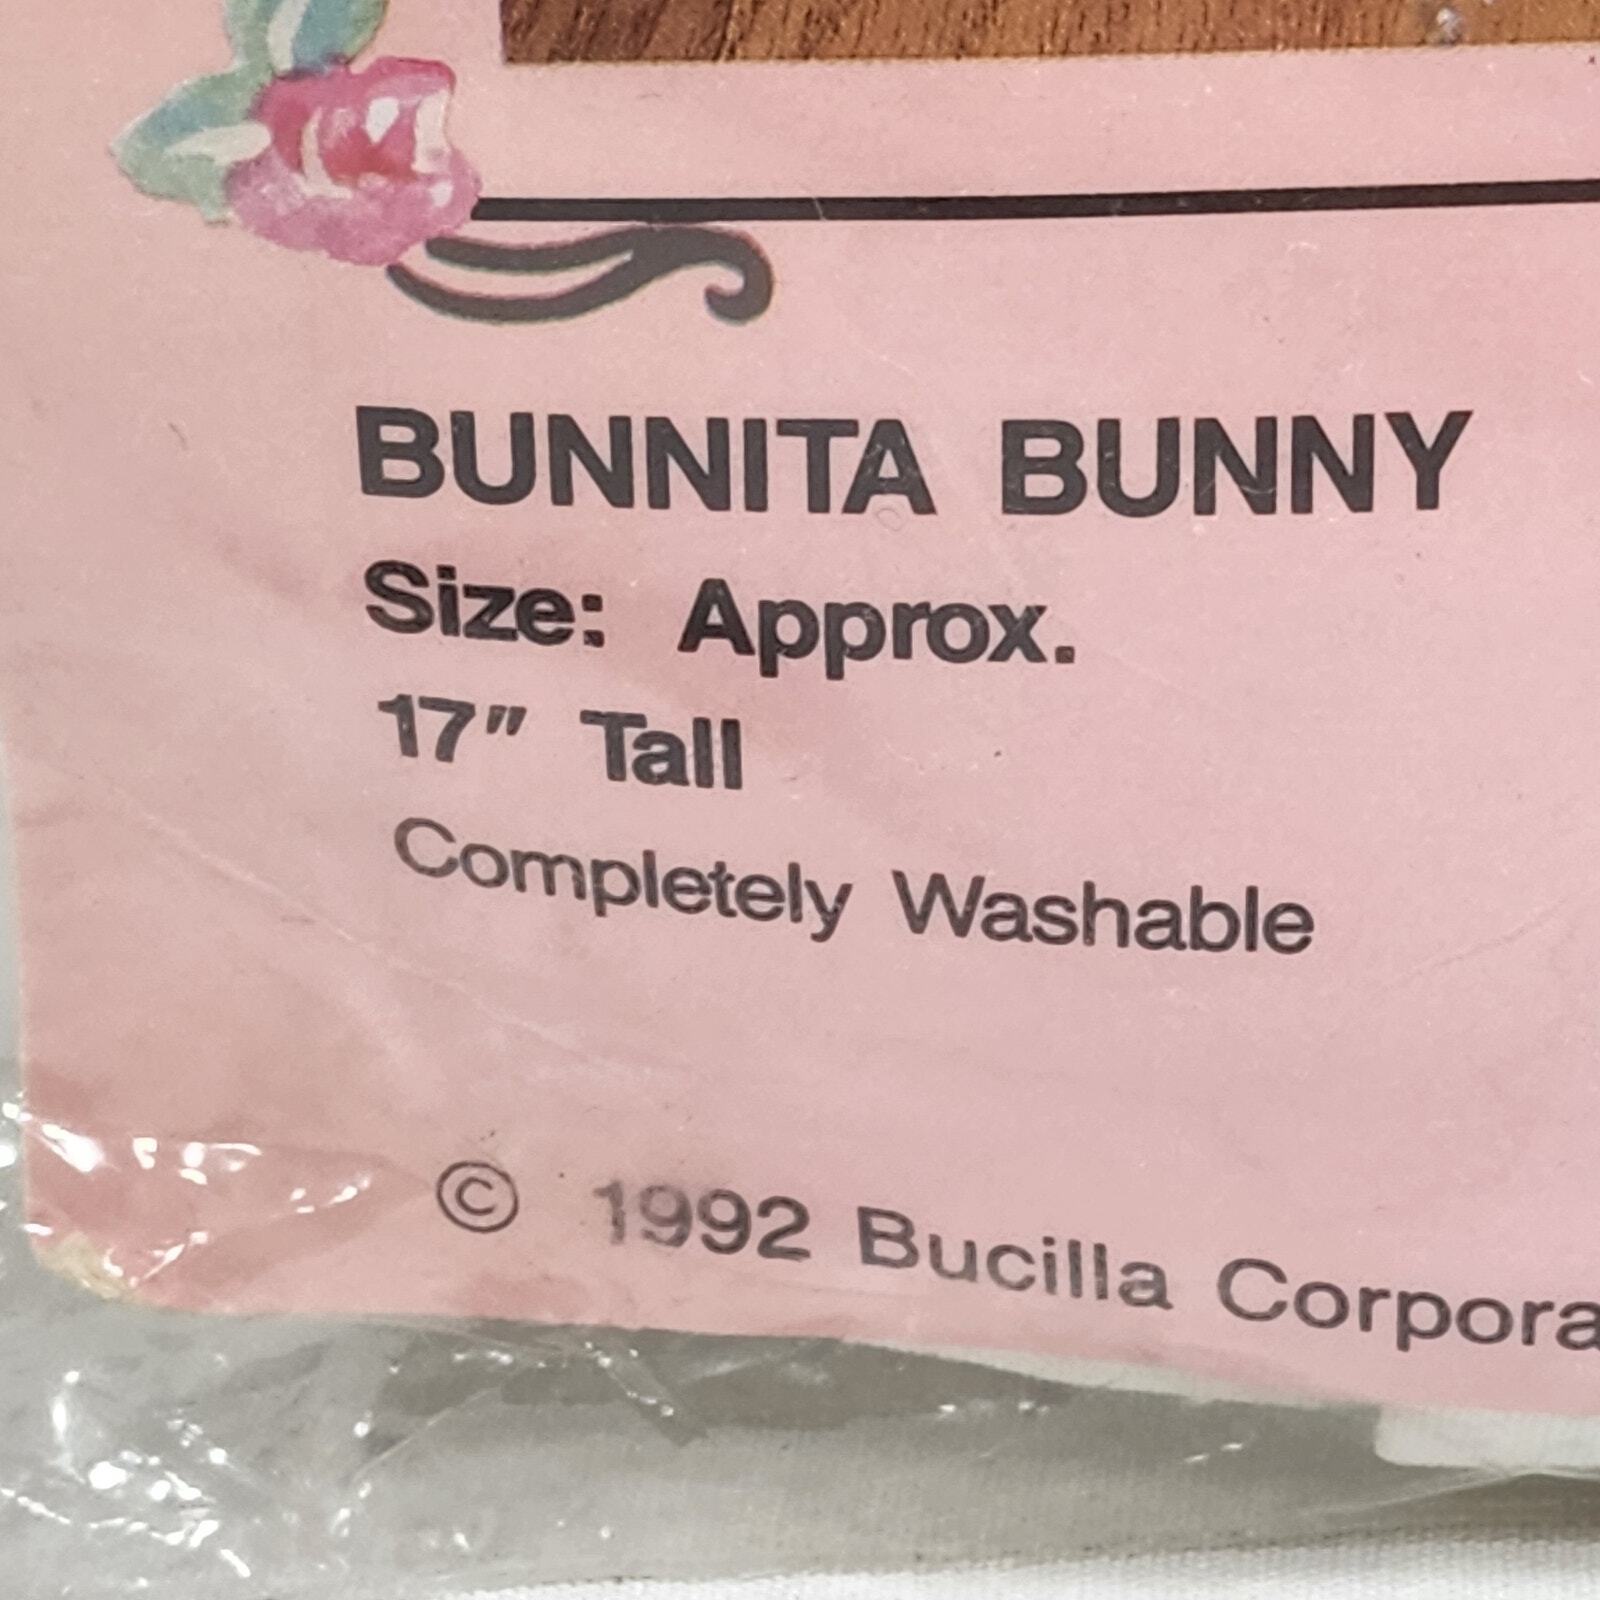 BUNNITA BUNNY
Size: Approx.
17" Tall
Completely Washable
© 1992 Bucilla Corpora